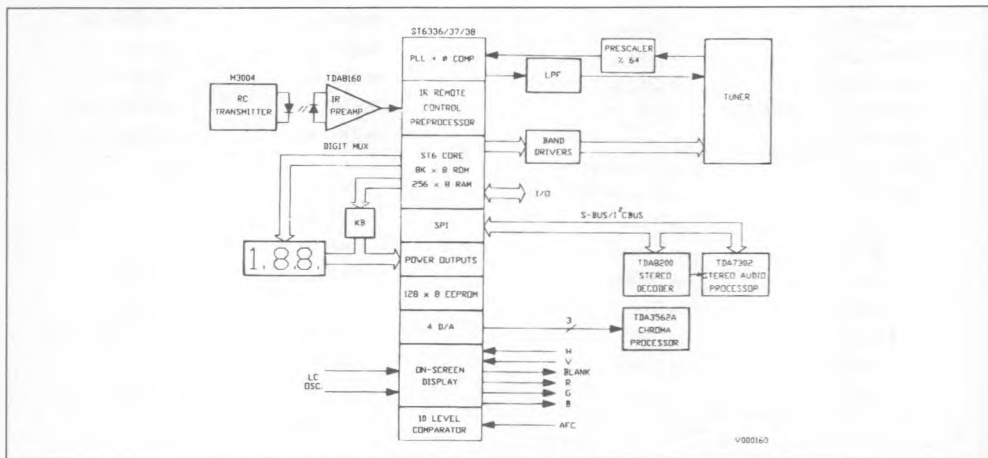 ST6336/37/38
PLL + Ø COMP
PRESCALER
% 64
LPF
TUNER
M3004
RC
TRANSMITTER
TDA8160
IR
PREAMP
IR REMOTE
CONTROL
PREPROCESSOR
DIGIT MUX
ST6 CORE
8K × 8 ROM
256 × 8 RAM
BAND
DRIVERS
I/O
KB
SPI
S-BUS/I²CBUS
1.8.8.
POWER OUTPUTS
TDA8200
STEREO
DECODER
TDA7302
STEREO AUDIO
PROCESSOR
128 × 8 EEPROM
4 D/A
3
TDA3562A
CHROMA
PROCESSOR
LC
OSC.
ON-SCREEN
DISPLAY
H
V
BLANK
R
G
B
10 LEVEL
COMPARATOR
AFC
V000160